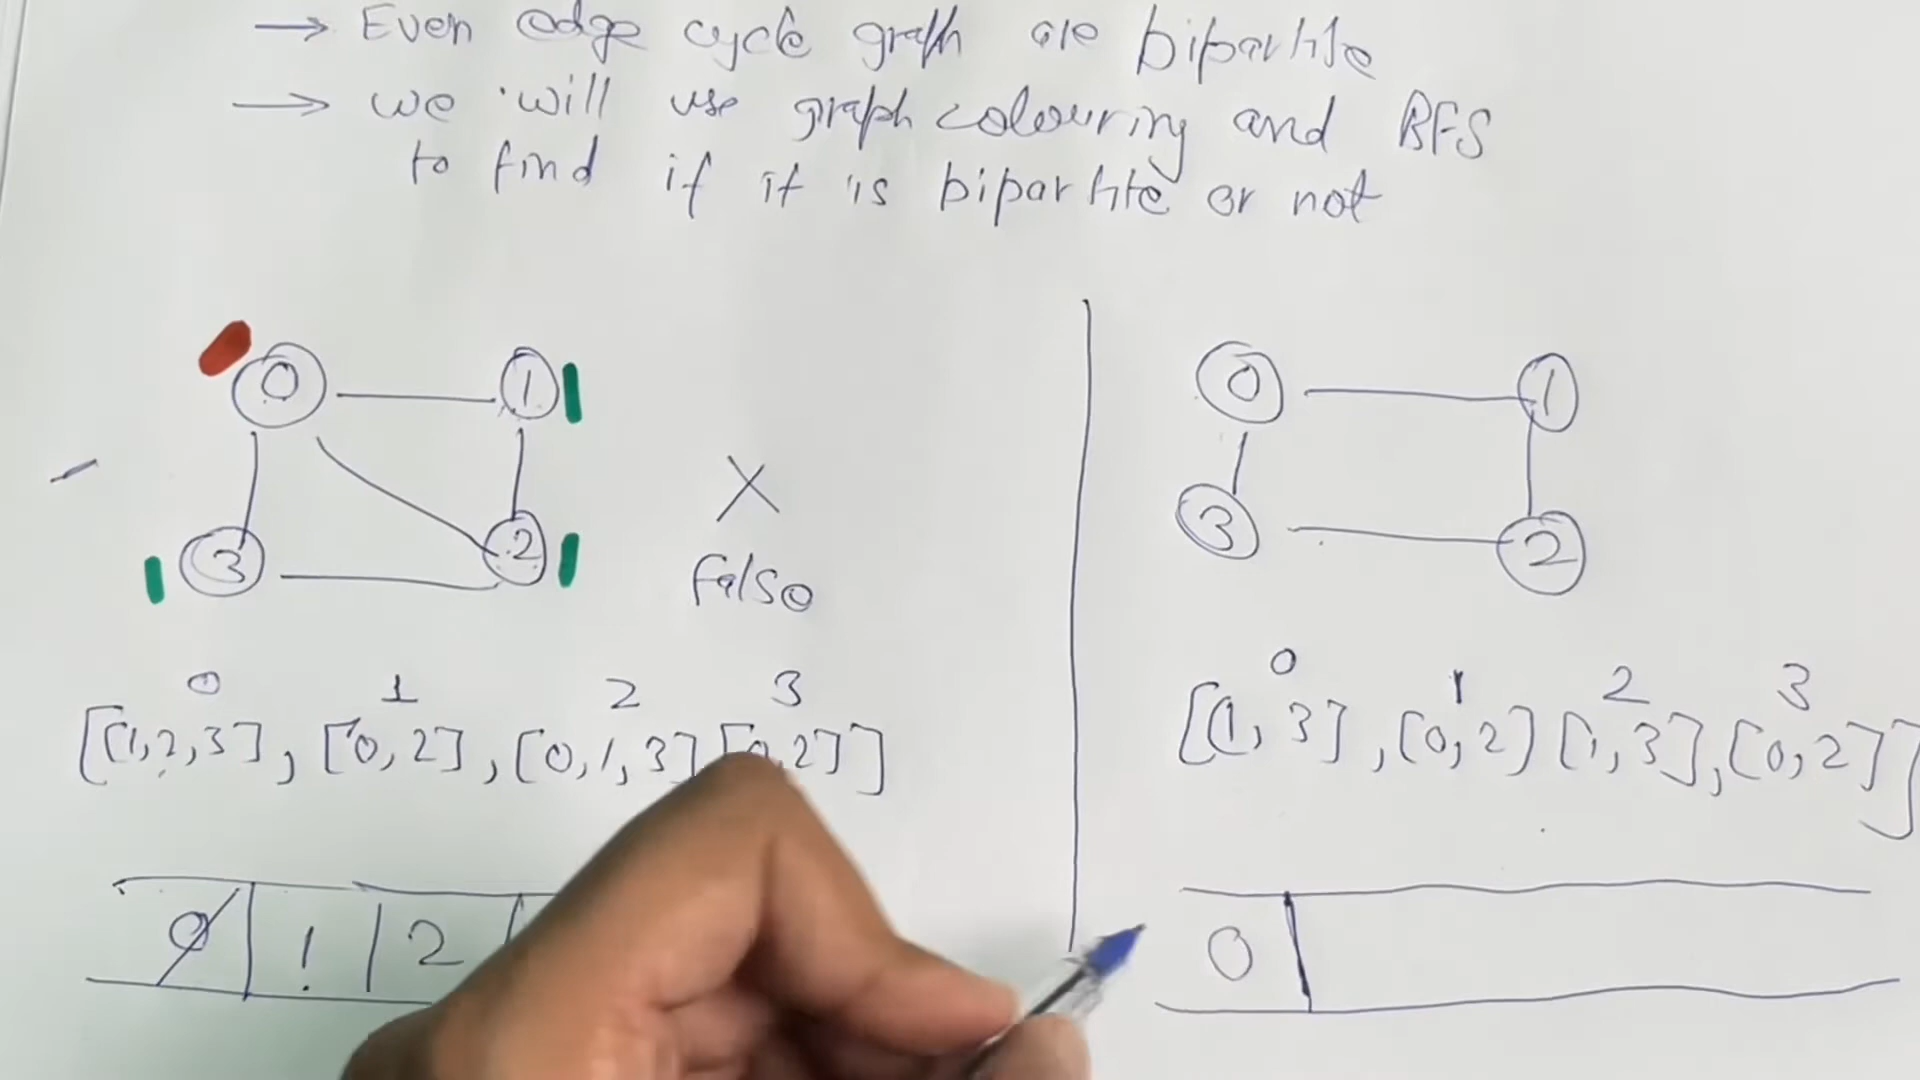 → Even edge cycle graph are bipartite
→ we will use graph colouring and BFS
to find if it is bipartite or not
0 1
3 2
X
False
0 1 2 3
[[1,2,3], [0,2], [0,1,3] [0,2]]
0 1 2
0 1
3 2
0 1 2 3
[[1,3], [0,2] [1,3], [0,2]]
0